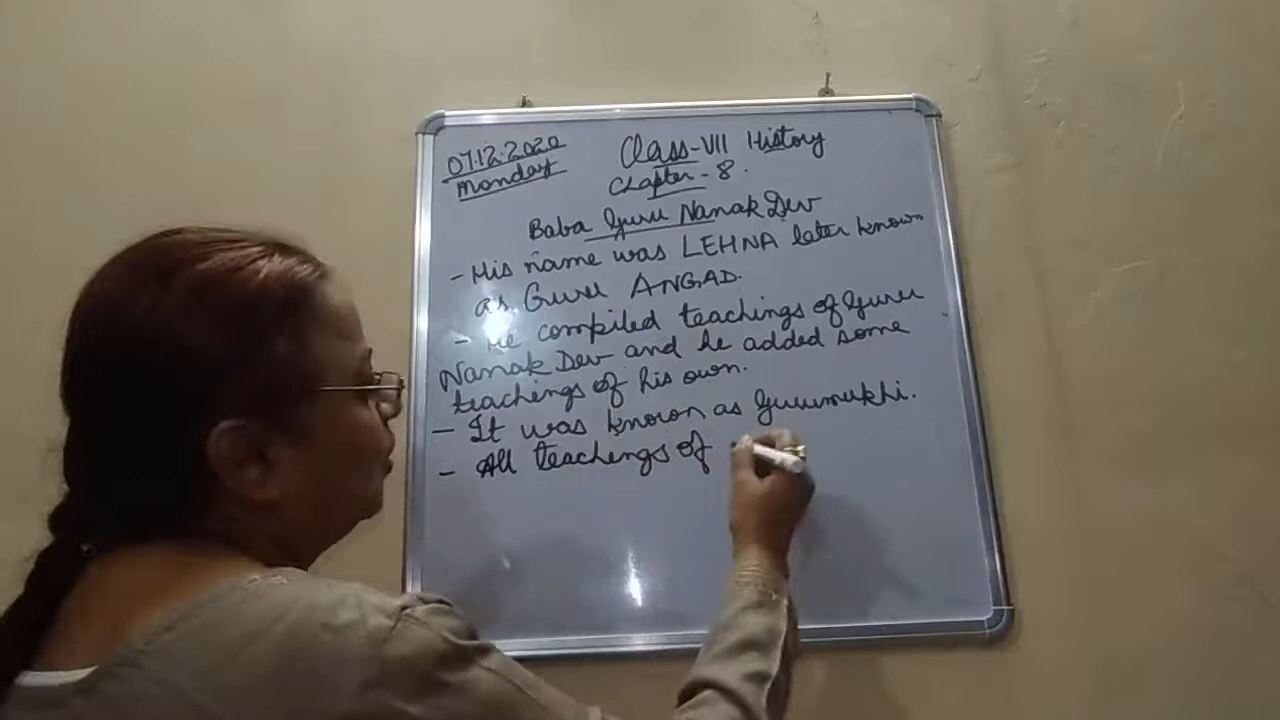 07.12.2020
Monday
Class-VII History
Chapter-8.
Baba Guru Nanak Dev
- His name was LEHNA later known
as Guru ANGAD.
- He compiled teachings of Guru
Nanak Dev and he added some
teachings of his own.
- It was known as Gurumukhi.
- All teachings of